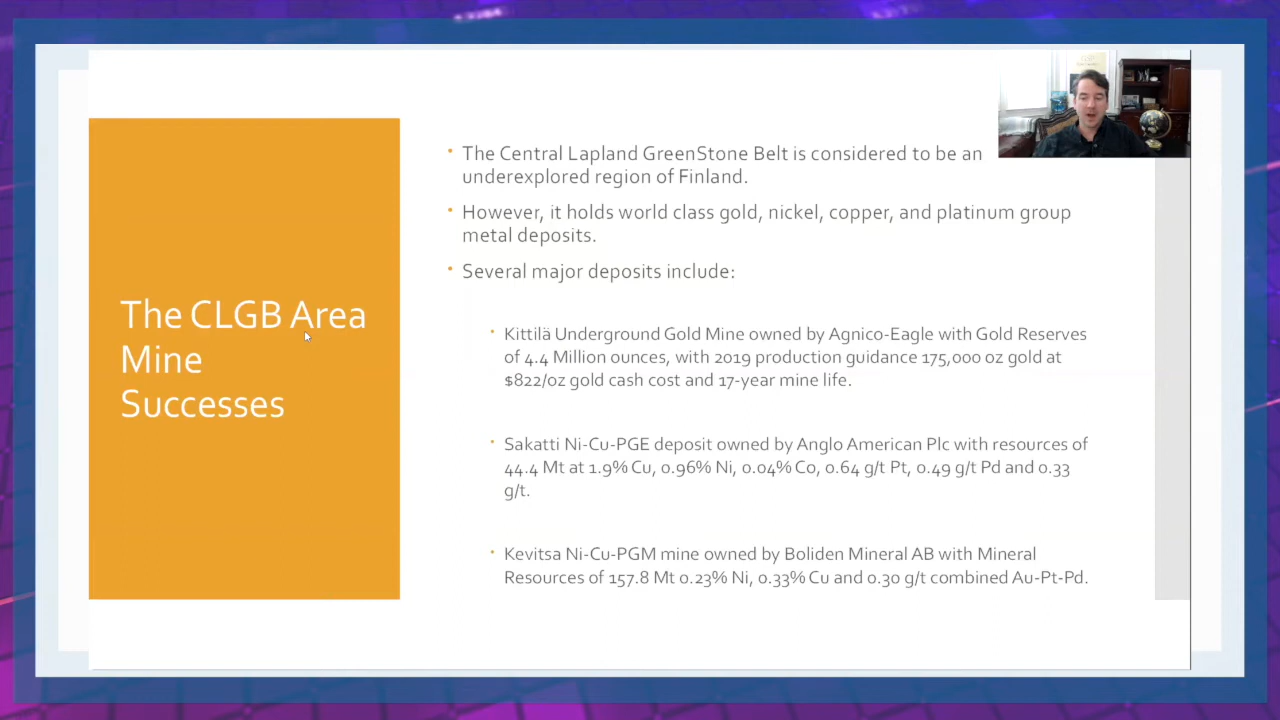 The CLGB Area
Mine
Successes
The Central Lapland GreenStone Belt is considered to be an
underexplored region of Finland.
However, it holds world class gold, nickel, copper, and platinum group
metal deposits.
Several major deposits include:
Kittilä Underground Gold Mine owned by Agnico-Eagle with Gold Reserves
of 4.4 Million ounces, with 2019 production guidance 175,000 oz gold at
$822/oz gold cash cost and 17-year mine life.
Sakatti Ni-Cu-PGE deposit owned by Anglo American Plc with resources of
44.4 Mt at 1.9% Cu, 0.96% Ni, 0.04% Co, 0.64 g/t Pt, 0.49 g/t Pd and 0.33
g/t.
Kevitsa Ni-Cu-PGM mine owned by Boliden Mineral AB with Mineral
Resources of 157.8 Mt 0.23% Ni, 0.33% Cu and 0.30 g/t combined Au-Pt-Pd.